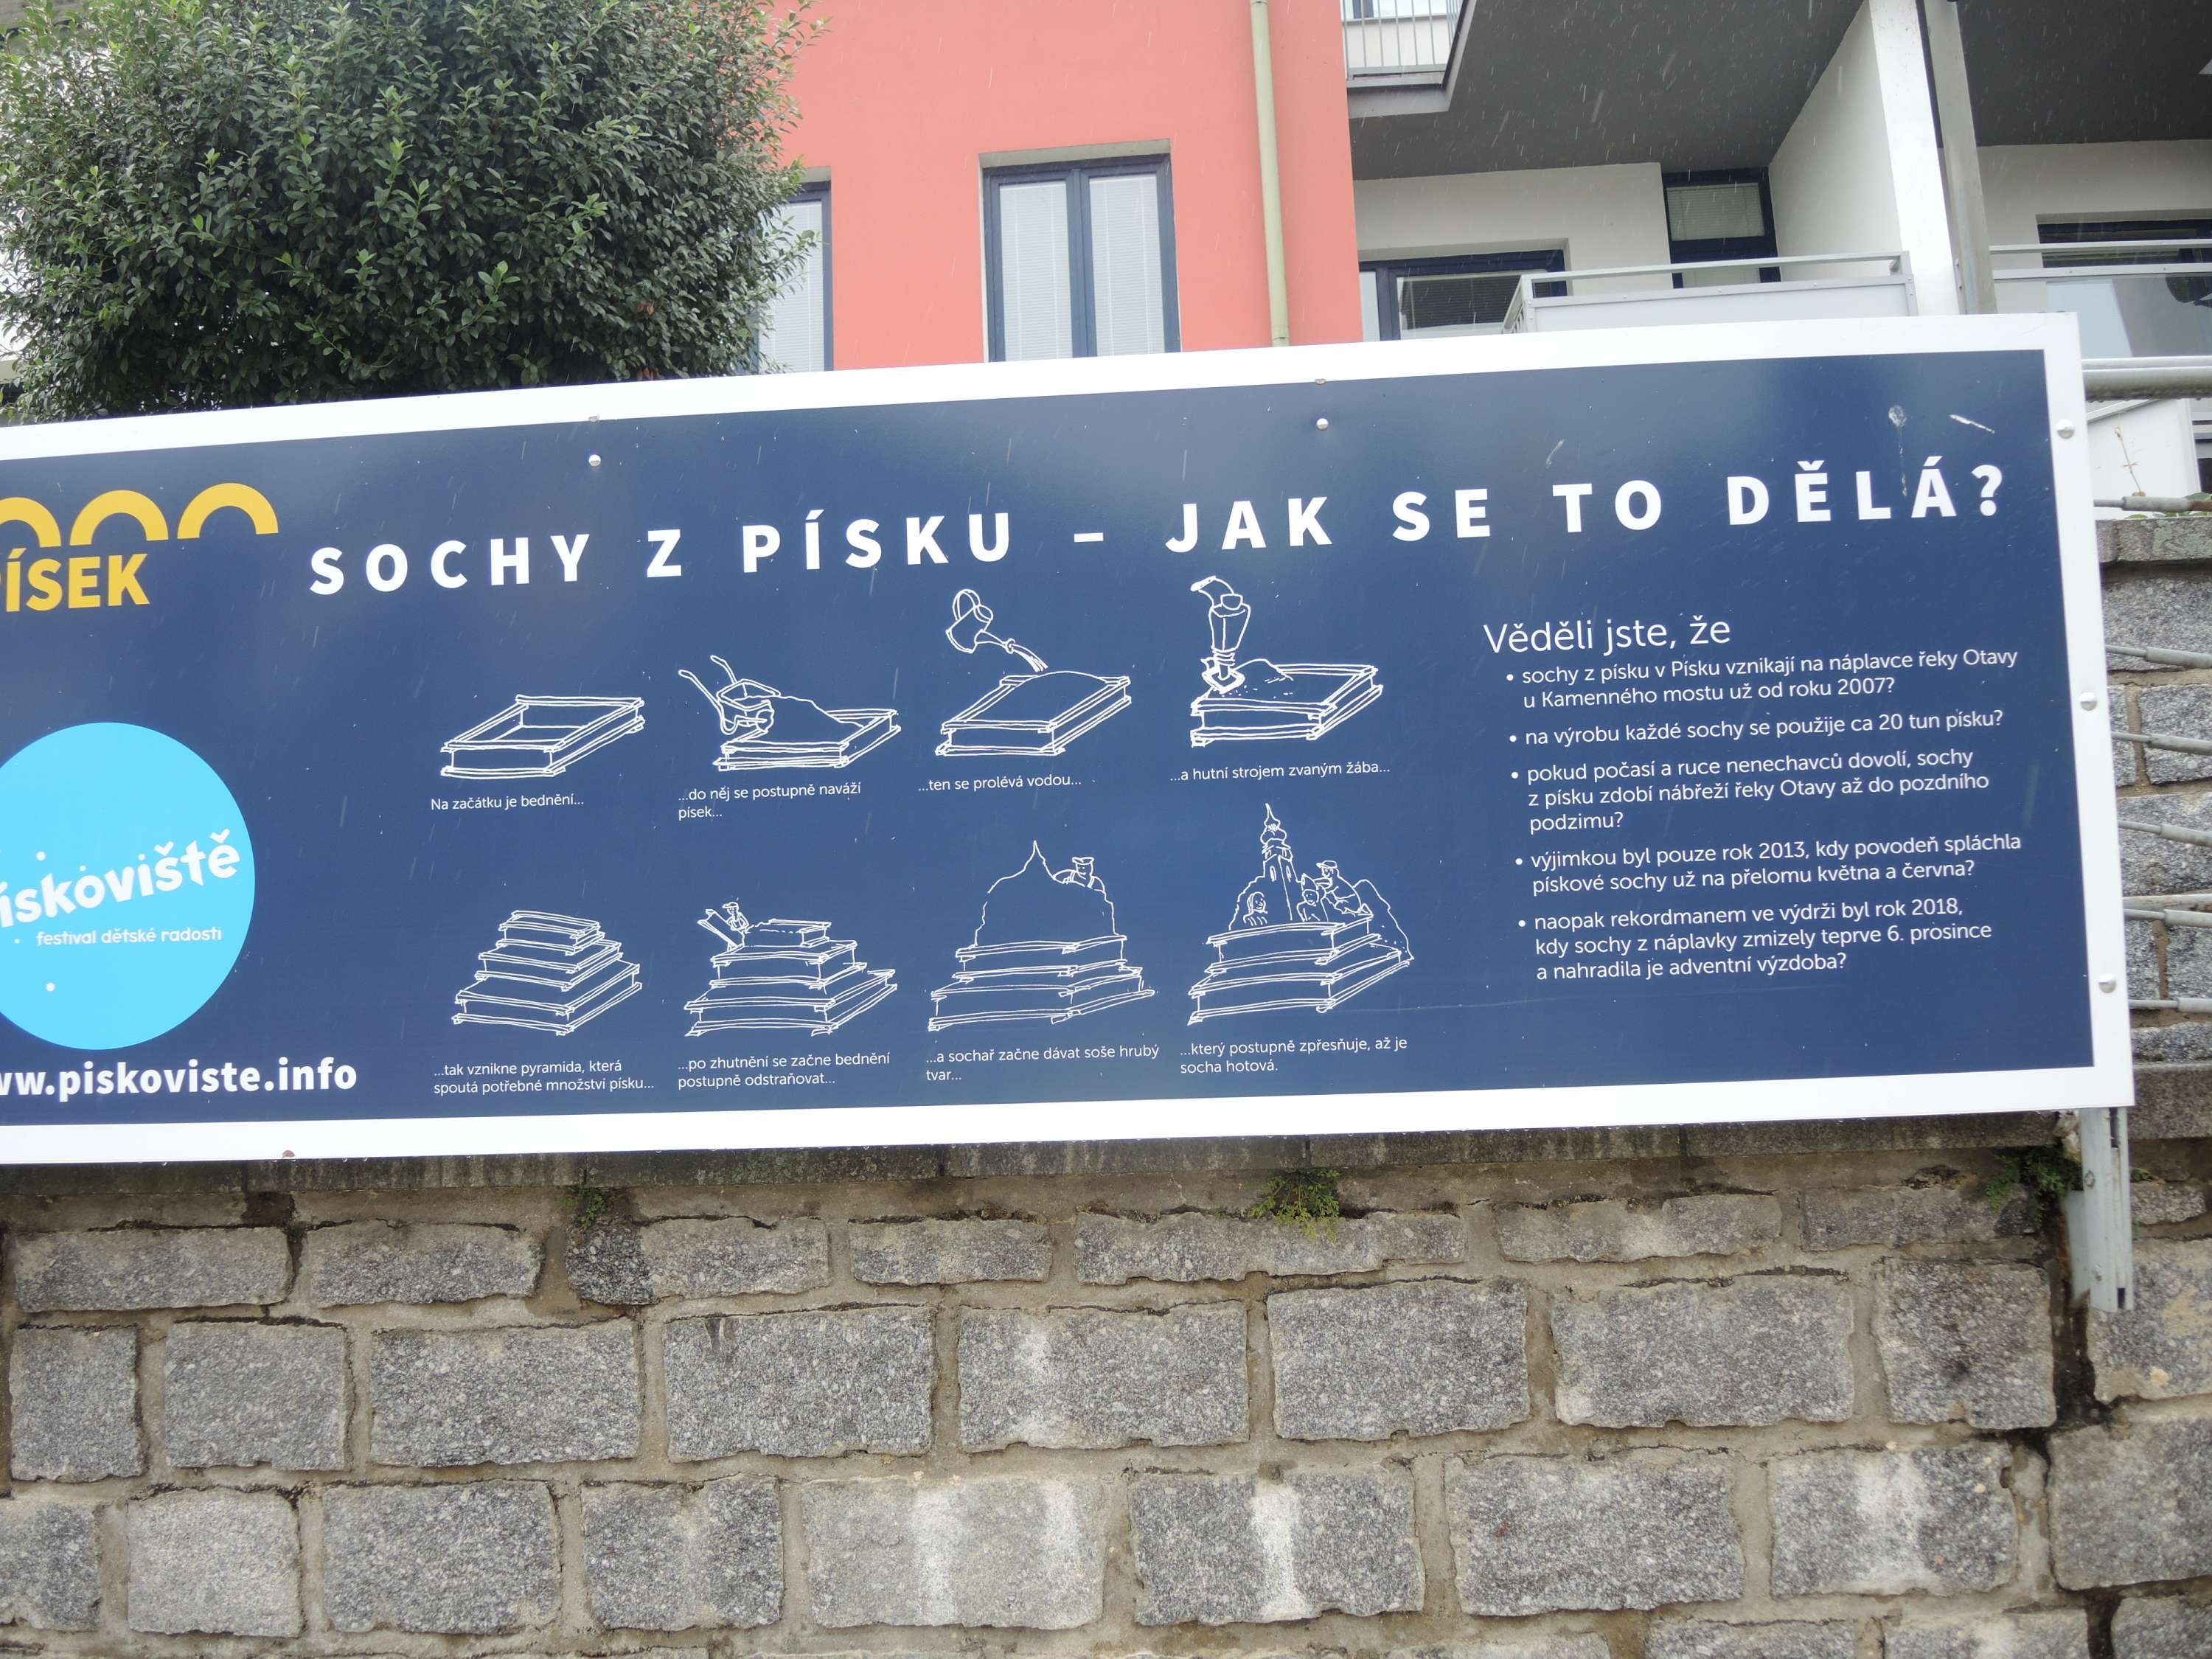 ÍSEK
SOCHY Z PÍSKU – JAK SE TO DĚLÁ?
ískoviště
festival dětské radosti
ww.piskoviste.info
Na začátku je bednění...
...do něj se postupně naváží
písek...
...ten se prolévá vodou...
...a hutní strojem zvaným žába...
...tak vznikne pyramida, která
spoutá potřebné množství písku...
...po zhutnění se začne bednění
postupně odstraňovat...
...a sochař začne dávat soše hrubý
tvar...
...který postupně zpřesňuje, až je
socha hotová.
Věděli jste, že
• sochy z písku v Písku vznikají na náplavce řeky Otavy
u Kamenného mostu už od roku 2007?
• na výrobu každé sochy se použije ca 20 tun písku?
• pokud počasí a ruce nenechavců dovolí, sochy
z písku zdobí nábřeží řeky Otavy až do pozdního
podzimu?
• výjimkou byl pouze rok 2013, kdy povodeň spláchla
pískové sochy už na přelomu května a června?
• naopak rekordmanem ve výdrži byl rok 2018,
kdy sochy z náplavky zmizely teprve 6. prosince
a nahradila je adventní výzdoba?